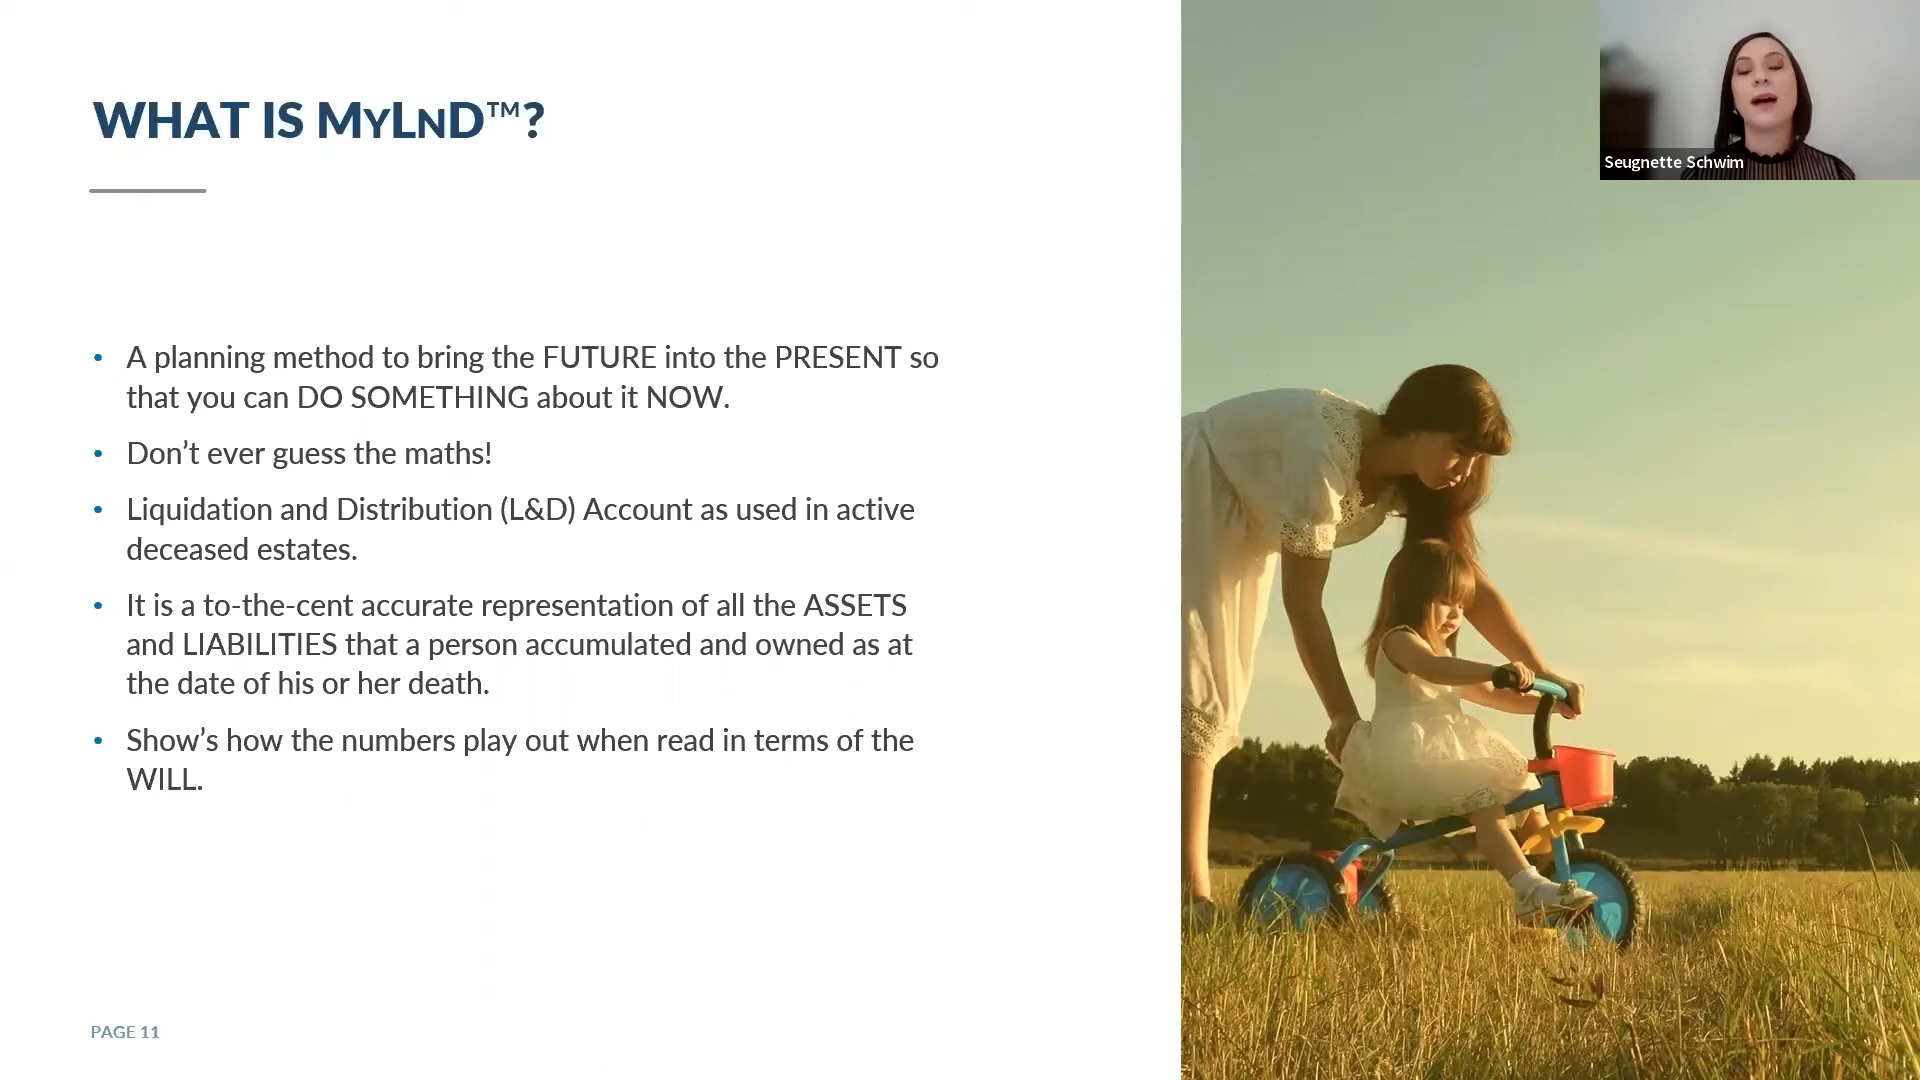 WHAT IS MYLND™?
• A planning method to bring the FUTURE into the PRESENT so
that you can DO SOMETHING about it NOW.
• Don’t ever guess the maths!
• Liquidation and Distribution (L&D) Account as used in active
deceased estates.
• It is a to-the-cent accurate representation of all the ASSETS
and LIABILITIES that a person accumulated and owned as at
the date of his or her death.
• Show’s how the numbers play out when read in terms of the
WILL.
PAGE 11
Seugnette Schwim